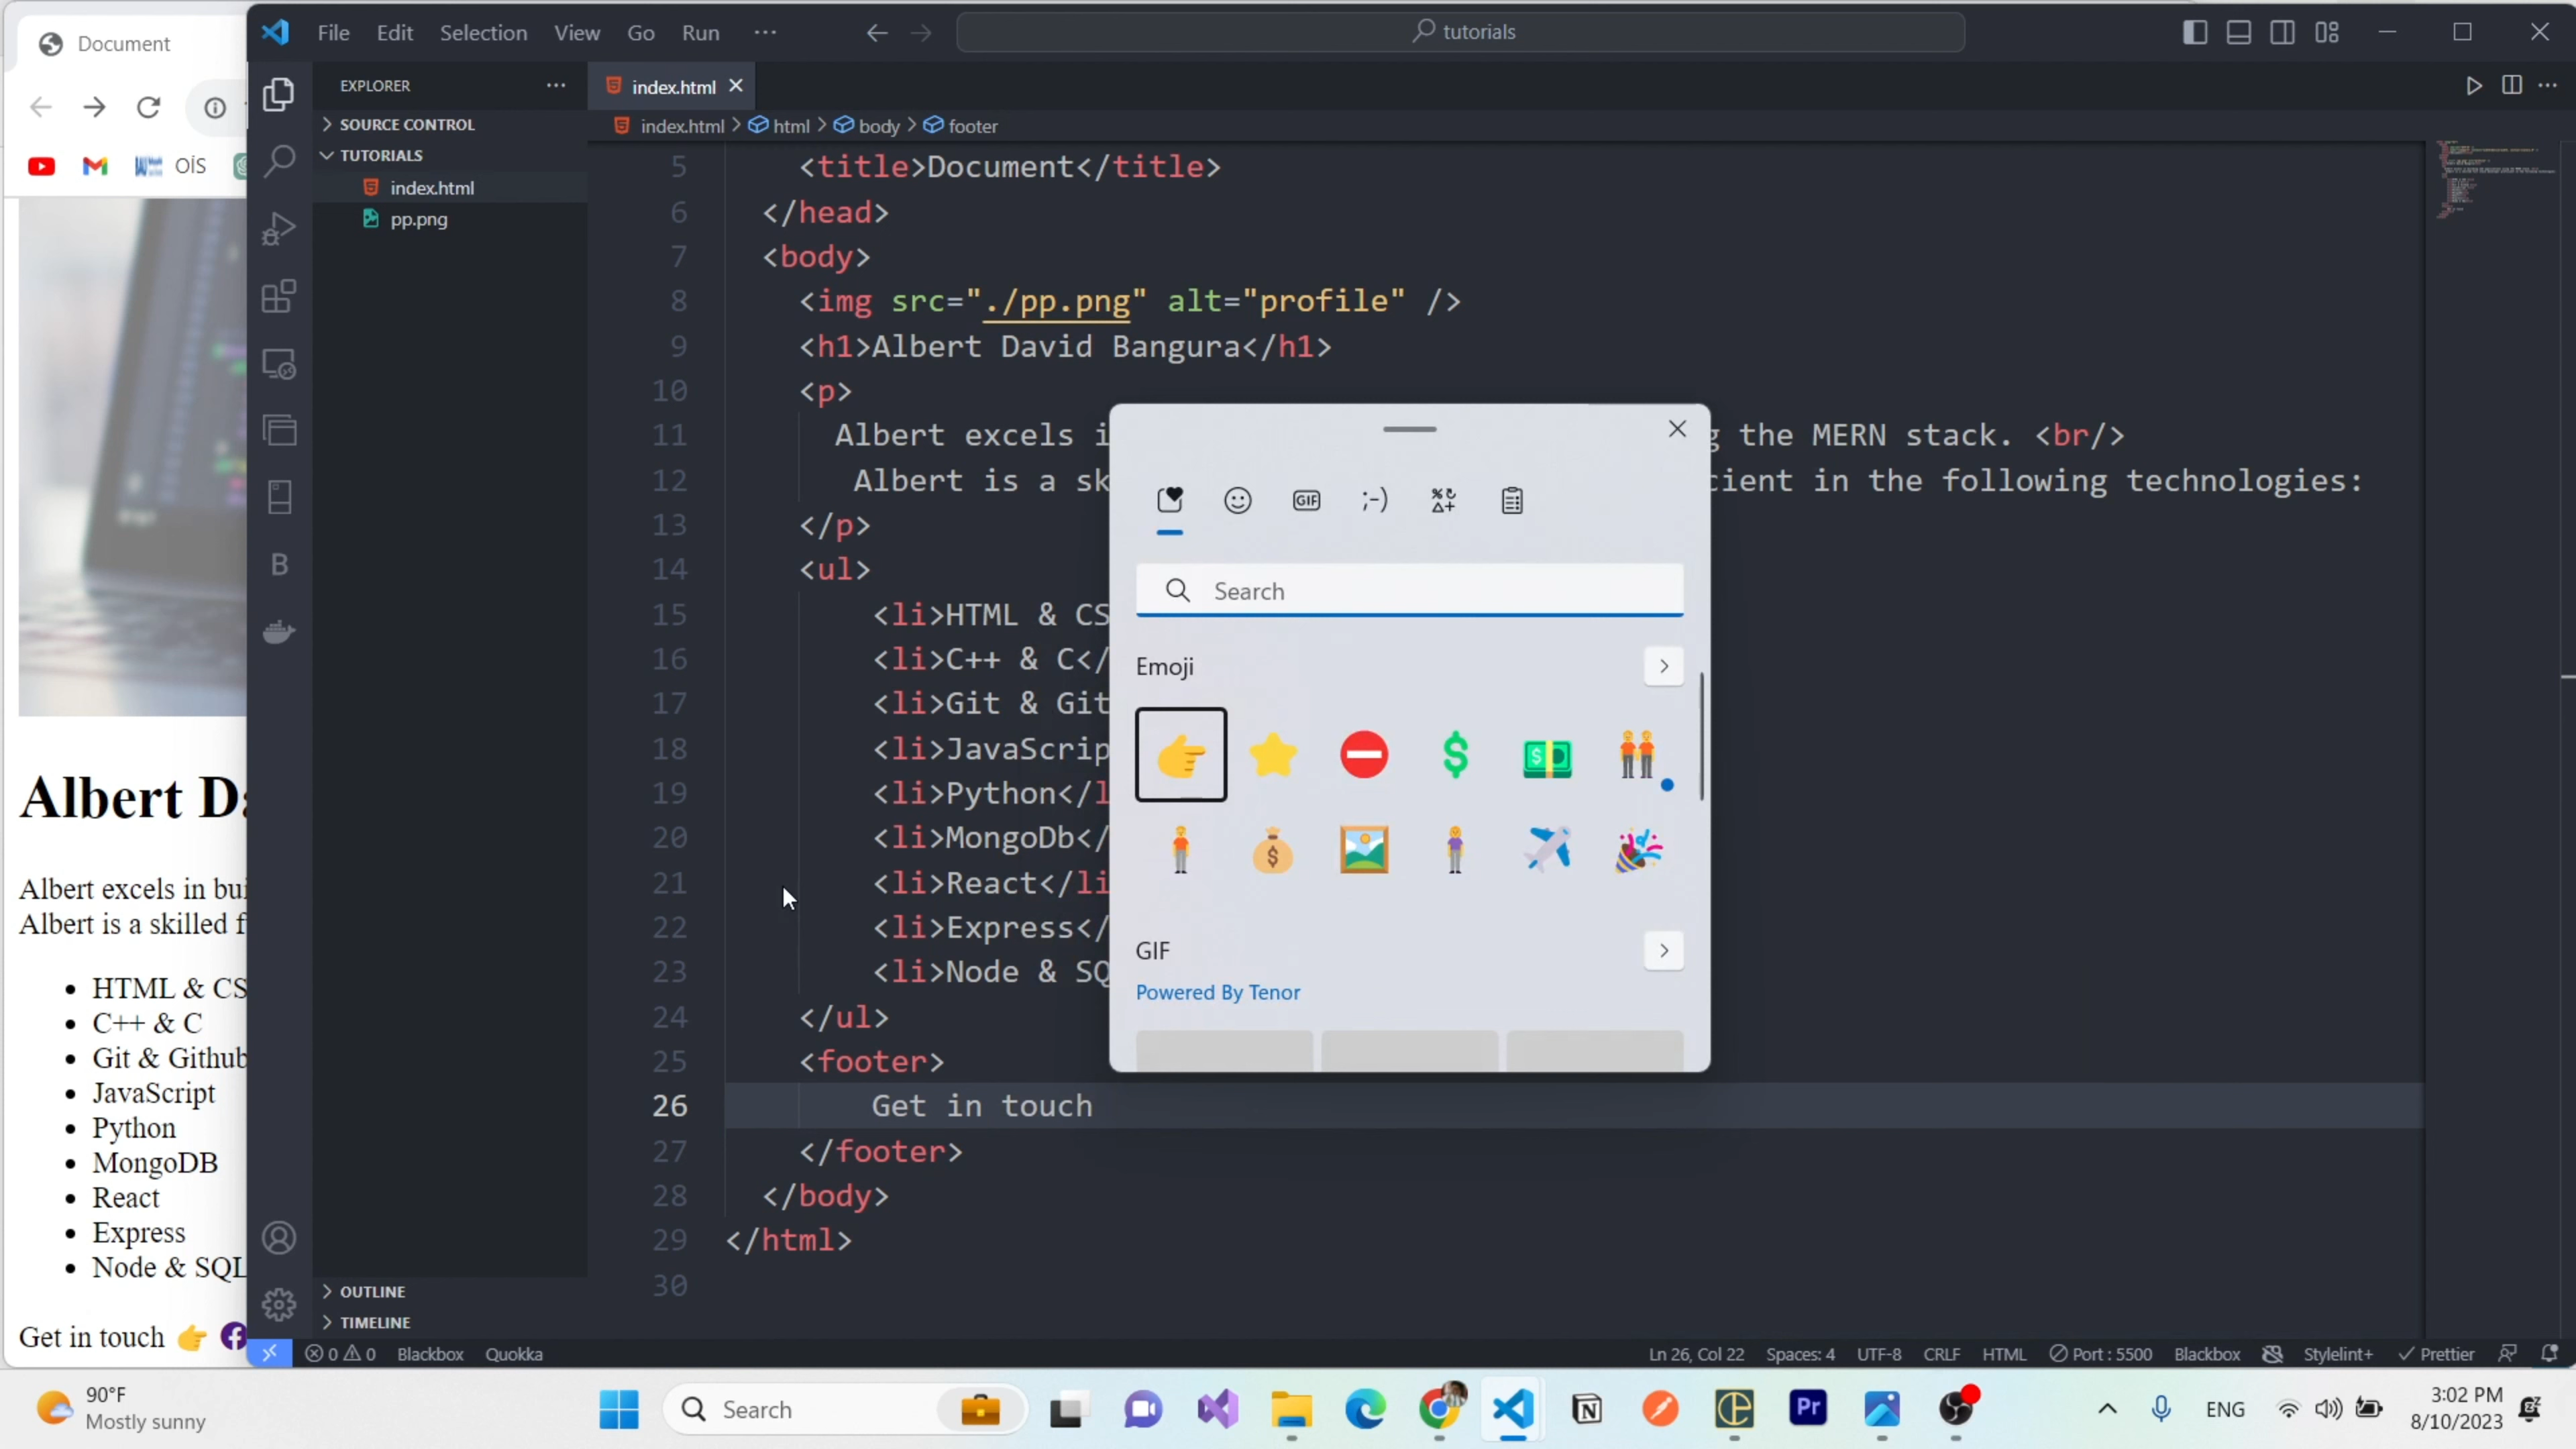 Document
OİS
Albert Da
Albert excels in bui
Albert is a skilled f
HTML & CS
C++ & C
Git & Github
JavaScript
Python
MongoDB
React
Express
Node & SQL
Get in touch 👉
File Edit Selection View Go Run ···
tutorials
EXPLORER ···
SOURCE CONTROL
TUTORIALS
index.html
pp.png
OUTLINE
TIMELINE
index.html
index.html > html > body > footer
5 <title>Document</title>
6 </head>
7 <body>
8 <img src="./pp.png" alt="profile" />
9 <h1>Albert David Bangura</h1>
10 <p>
11 Albert excels i g the MERN stack. <br/>
12 Albert is a sk cient in the following technologies:
13 </p>
14 <ul>
15 <li>HTML & CS
16 <li>C++ & C</
17 <li>Git & Git
18 <li>JavaScrip
19 <li>Python</l
20 <li>MongoDb</
21 <li>React</li
22 <li>Express</
23 <li>Node & SQ
24 </ul>
25 <footer>
26 Get in touch
27 </footer>
28 </body>
29 </html>
30
GIF ;-)
Search
Emoji
GIF
Powered By Tenor
B
0 0 Blackbox Quokka
Ln 26, Col 22 Spaces: 4 UTF-8 CRLF HTML Port : 5500 Blackbox Stylelint+ Prettier
90°F
Mostly sunny
Search
Pr
ENG
3:02 PM
8/10/2023